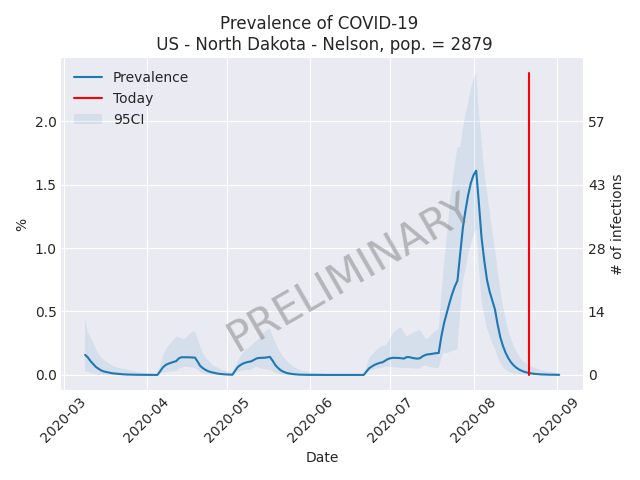 Prevalence of COVID-19
US - North Dakota - Nelson, pop. = 2879
Prevalence
Today
95CI
2.0
1.5
1.0
0.5
0.0
%
57
43
28
14
0
# of infections
PRELIMINARY
2020-03
2020-04
2020-05
2020-06
2020-07
2020-08
2020-09
Date